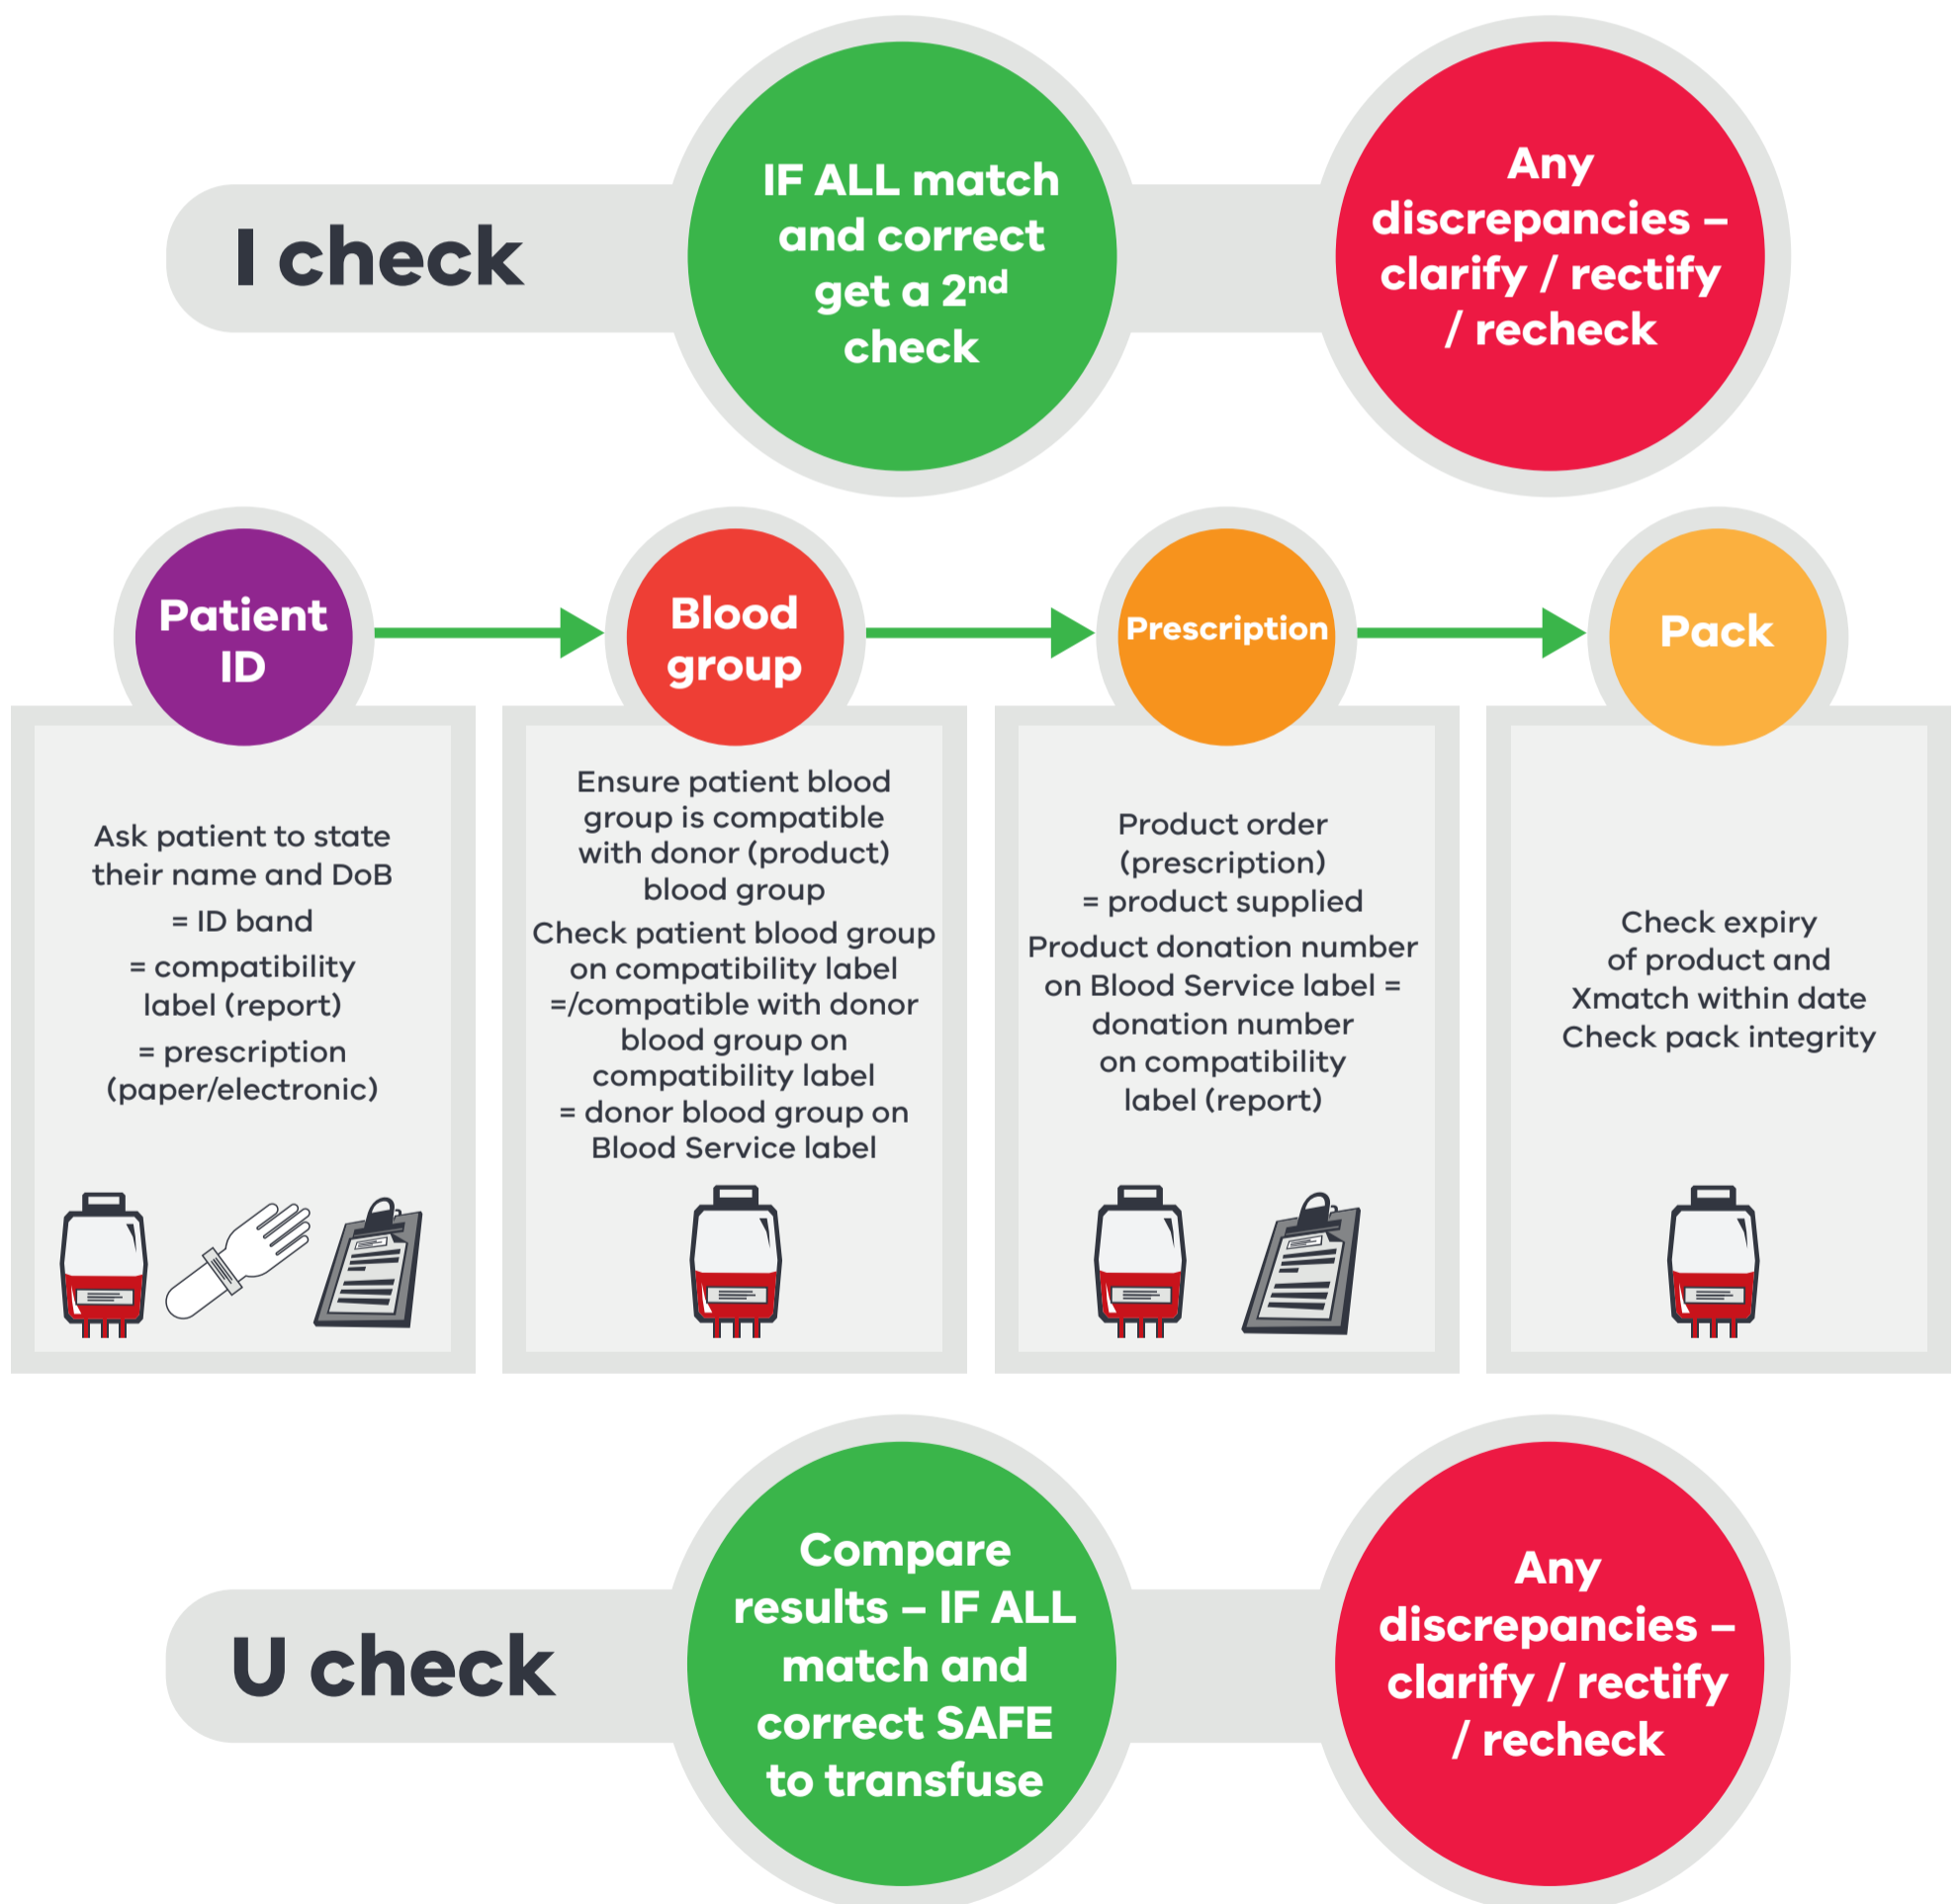 I check
IF ALL match
and correct
get a 2nd
check
Any
discrepancies –
clarify / rectify
/ recheck
Patient
ID
Ask patient to state
their name and DoB
= ID band
= compatibility
label (report)
= prescription
(paper/electronic)
Blood
group
Ensure patient blood
group is compatible
with donor (product)
blood group
Check patient blood group
on compatibility label
=/compatible with donor
blood group on
compatibility label
= donor blood group on
Blood Service label
Prescription
Product order
(prescription)
= product supplied
Product donation number
on Blood Service label =
donation number
on compatibility
label (report)
Pack
Check expiry
of product and
Xmatch within date
Check pack integrity
U check
Compare
results – IF ALL
match and
correct SAFE
to transfuse
Any
discrepancies –
clarify / rectify
/ recheck